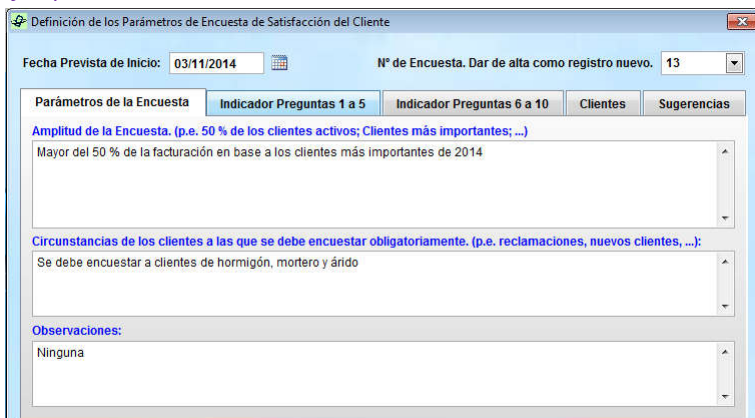 Definición de los Parámetros de Encuesta de Satisfacción del Cliente
Fecha Prevista de Inicio: 03/11/2014 Nº de Encuesta. Dar de alta como registro nuevo. 13
Parámetros de la Encuesta Indicador Preguntas 1 a 5 Indicador Preguntas 6 a 10 Clientes Sugerencias
Amplitud de la Encuesta. (p.e. 50 % de los clientes activos; Clientes más importantes; ...)
Mayor del 50 % de la facturación en base a los clientes más importantes de 2014
Circunstancias de los clientes a las que se debe encuestar obligatoriamente. (p.e. reclamaciones, nuevos clientes, ...):
Se debe encuestar a clientes de hormigón, mortero y árido
Observaciones:
Ninguna